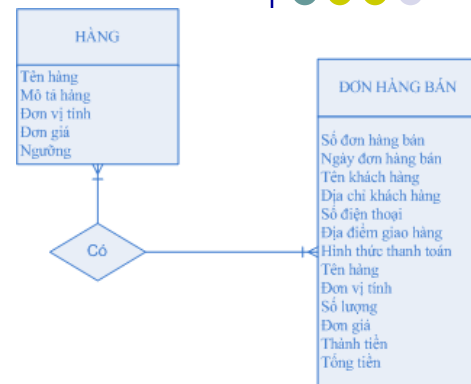 HÀNG
Tên hàng
Mô tả hàng
Đơn vị tính
Đơn giá
Ngưỡng
Có
ĐƠN HÀNG BÁN
Số đơn hàng bán
Ngày đơn hàng bán
Tên khách hàng
Địa chỉ khách hàng
Số điện thoại
Địa điểm giao hàng
Hình thức thanh toán
Tên hàng
Đơn vị tính
Số lượng
Đơn giá
Thành tiền
Tổng tiền